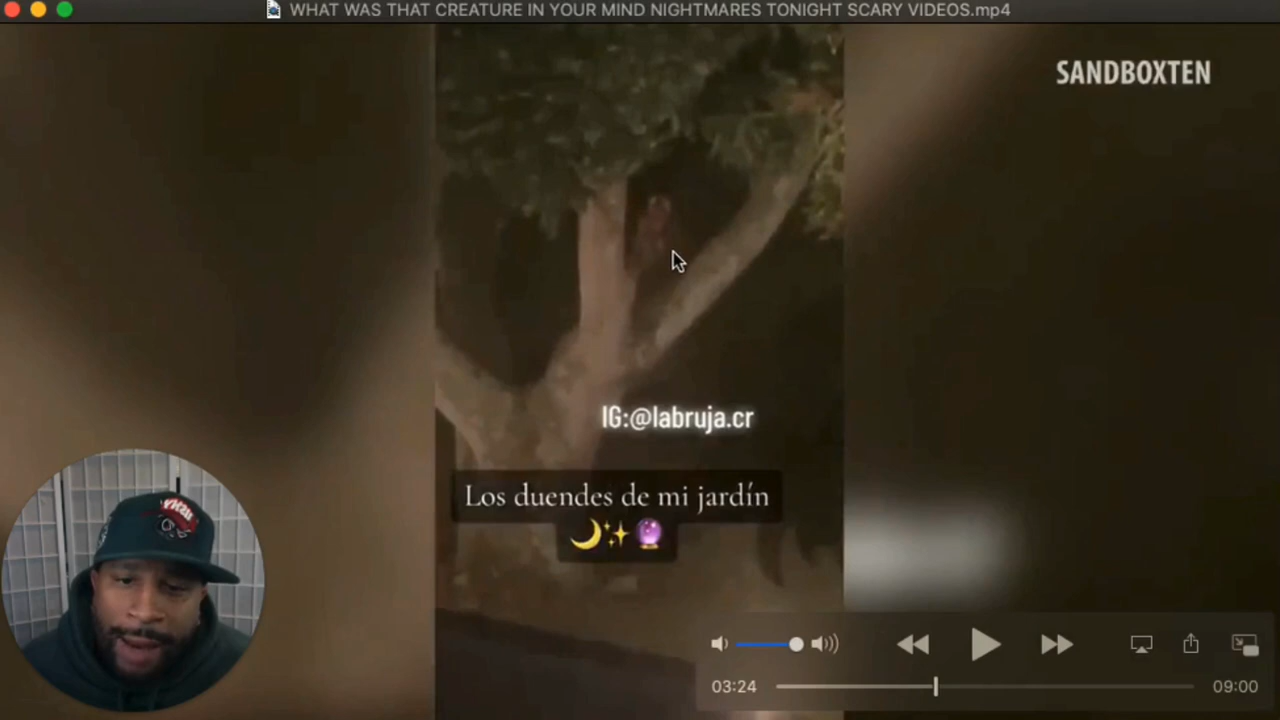 WHAT WAS THAT CREATURE IN YOUR MIND NIGHTMARES TONIGHT SCARY VIDEOS.mp4
SANDBOXTEN
IG:@labruja.cr
Los duendes de mi jardín
🌙✨🔮
03:24
09:00